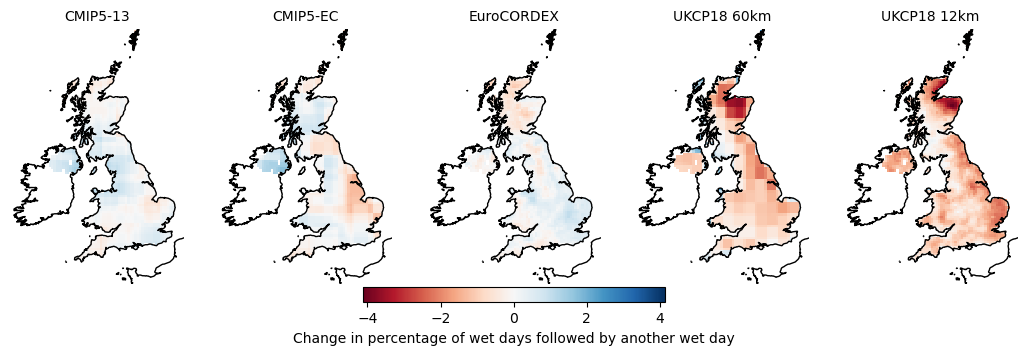 CMIP5-13 CMIP5-EC EuroCORDEX UKCP18 60km UKCP18 12km
−4 −2 0 2 4
Change in percentage of wet days followed by another wet day